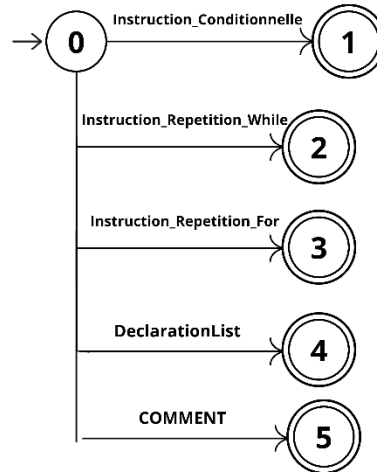 0
Instruction_Conditionnelle
1
Instruction_Repetition_While
2
Instruction_Repetition_For
3
DeclarationList
4
COMMENT
5